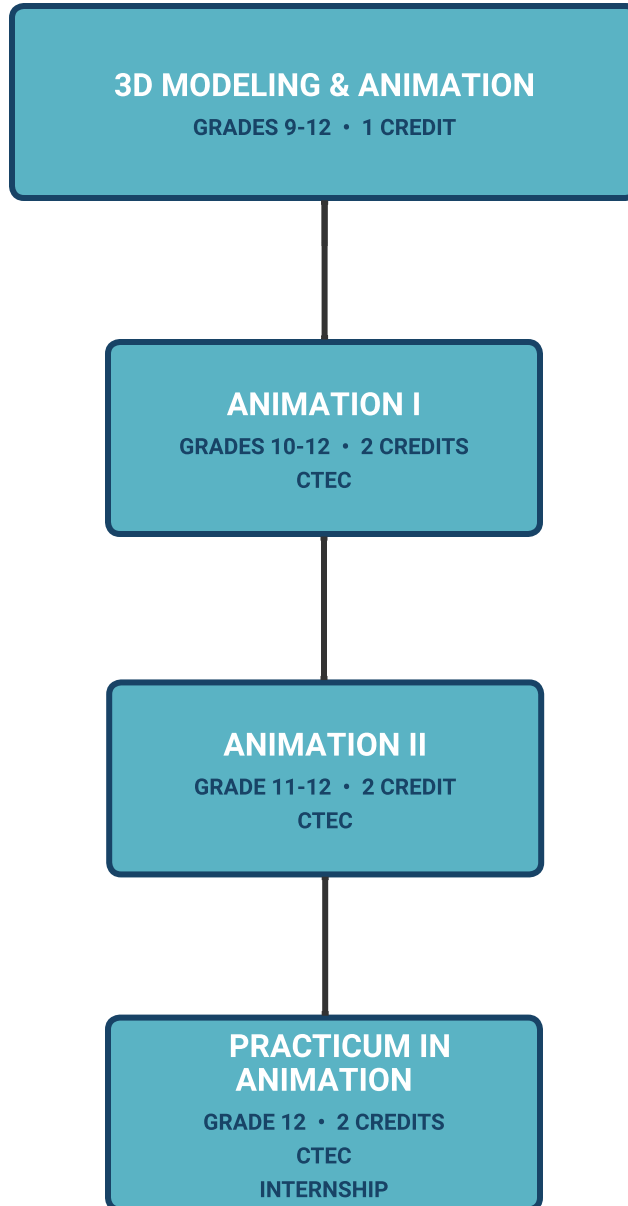 3D MODELING & ANIMATION
GRADES 9-12 • 1 CREDIT
ANIMATION I
GRADES 10-12 • 2 CREDITS
CTEC
ANIMATION II
GRADE 11-12 • 2 CREDIT
CTEC
PRACTICUM IN
ANIMATION
GRADE 12 • 2 CREDITS
CTEC
INTERNSHIP